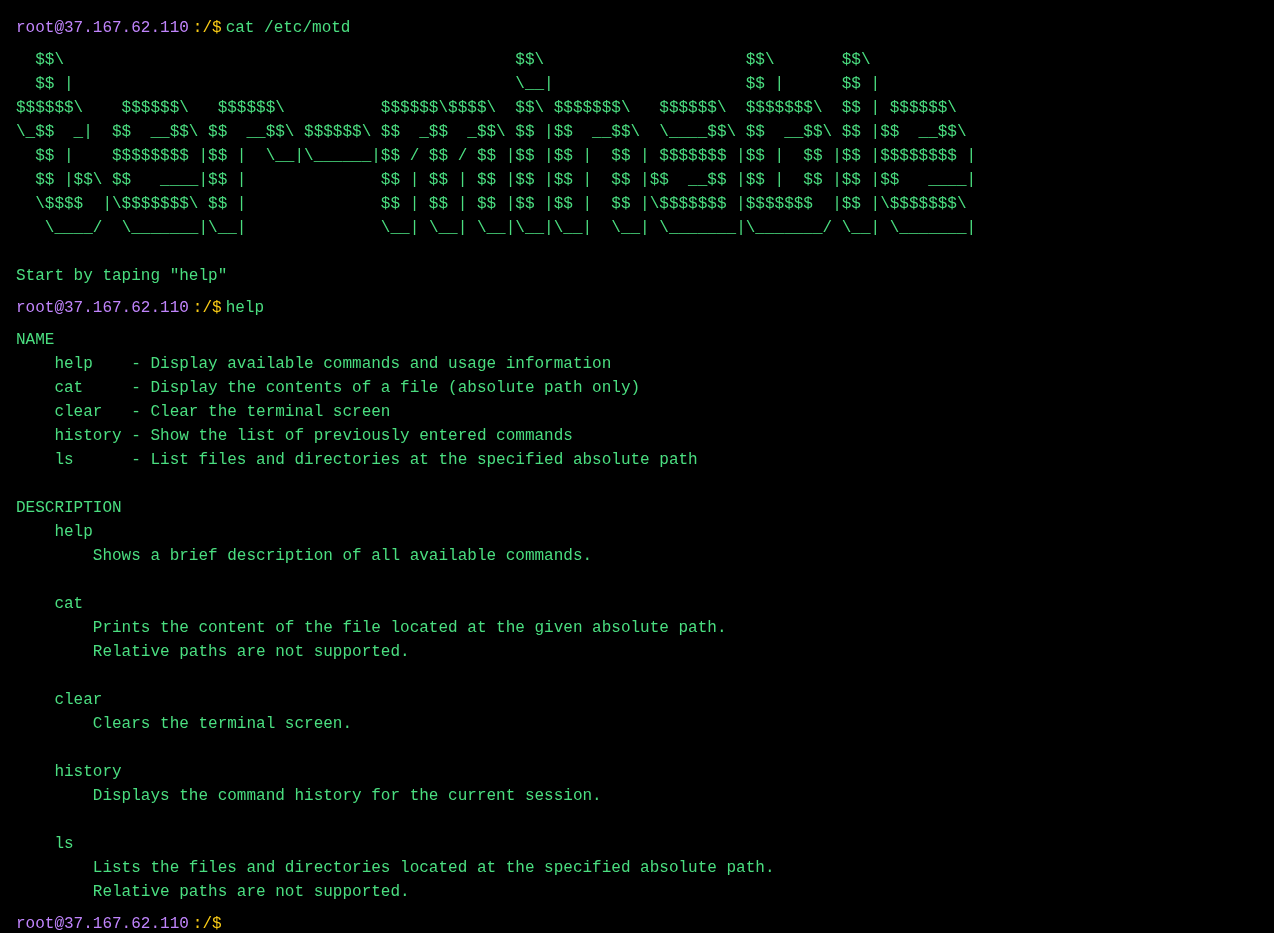 root@37.167.62.110:/$ cat /etc/motd
  $$\                                               $$\                     $$\       $$\
  $$ |                                              \__|                    $$ |      $$ |
$$$$$$\    $$$$$$\   $$$$$$\          $$$$$$\$$$$\  $$\ $$$$$$$\   $$$$$$\  $$$$$$$\  $$ | $$$$$$\
\_$$  _|  $$  __$$\ $$  __$$\ $$$$$$\ $$  _$$  _$$\ $$ |$$  __$$\  \____$$\ $$  __$$\ $$ |$$  __$$\
  $$ |    $$$$$$$$ |$$ |  \__|\______|$$ / $$ / $$ |$$ |$$ |  $$ | $$$$$$$ |$$ |  $$ |$$ |$$$$$$$$ |
  $$ |$$\ $$   ____|$$ |              $$ | $$ | $$ |$$ |$$ |  $$ |$$  __$$ |$$ |  $$ |$$ |$$   ____|
  \$$$$  |\$$$$$$$\ $$ |              $$ | $$ | $$ |$$ |$$ |  $$ |\$$$$$$$ |$$$$$$$  |$$ |\$$$$$$$\
   \____/  \_______|\__|              \__| \__| \__|\__|\__|  \__| \_______|\_______/ \__| \_______|
Start by taping "help"
root@37.167.62.110:/$ help
NAME
    help    - Display available commands and usage information
    cat     - Display the contents of a file (absolute path only)
    clear   - Clear the terminal screen
    history - Show the list of previously entered commands
    ls      - List files and directories at the specified absolute path
DESCRIPTION
    help
        Shows a brief description of all available commands.
    cat
        Prints the content of the file located at the given absolute path.
        Relative paths are not supported.
    clear
        Clears the terminal screen.
    history
        Displays the command history for the current session.
    ls
        Lists the files and directories located at the specified absolute path.
        Relative paths are not supported.
root@37.167.62.110:/$